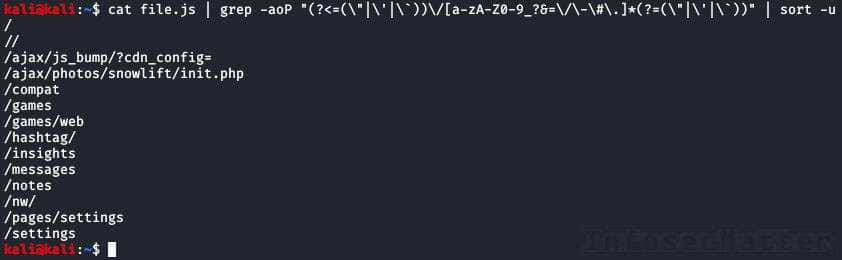 kali@kali:~$ cat file.js | grep -aoP "(?<=(\"|\'|\`))\/[a-zA-Z0-9_?&=\/\-\#\.]*(?=(\"|\'|\`))" | sort -u
/
//
/ajax/js_bump/?cdn_config=
/ajax/photos/snowlift/init.php
/compat
/games
/games/web
/hashtag/
/insights
/messages
/notes
/nw/
/pages/settings
/settings
kali@kali:~$
InfosecMatter